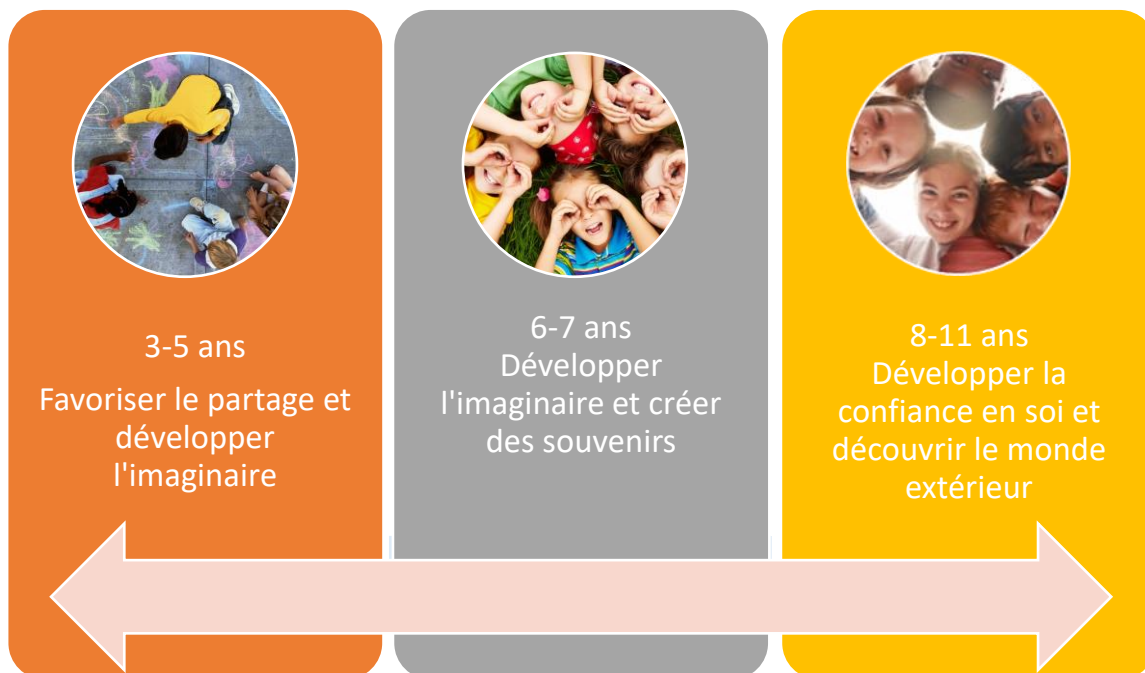 3-5 ans
Favoriser le partage et
développer
l'imaginaire
6-7 ans
Développer
l'imaginaire et créer
des souvenirs
8-11 ans
Développer la
confiance en soi et
découvrir le monde
extérieur